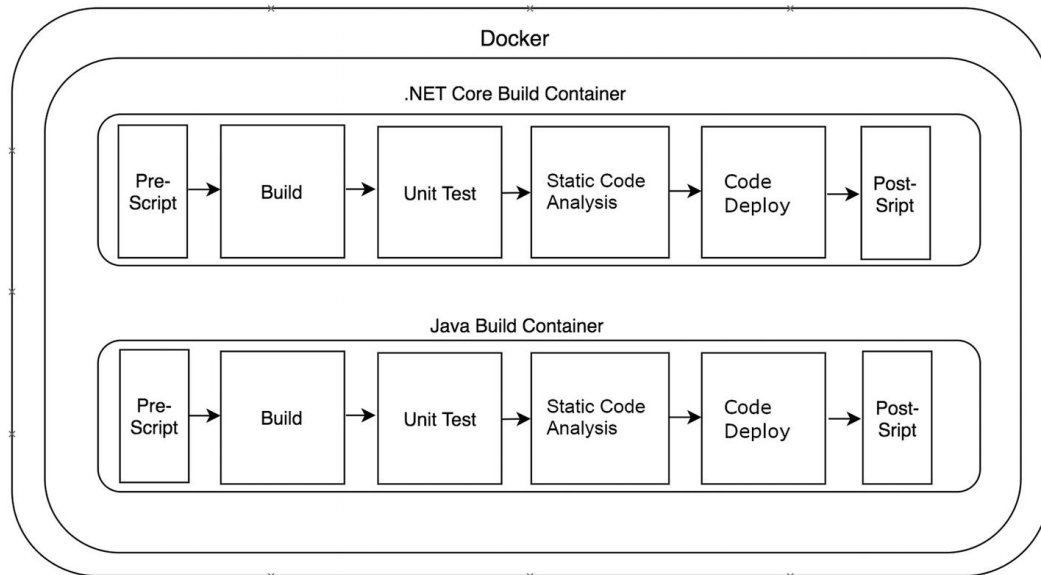 Docker
.NET Core Build Container
Pre-
Script
Build
Unit Test
Static Code
Analysis
Code
Deploy
Post-
Sript
Java Build Container
Pre-
Script
Build
Unit Test
Static Code
Analysis
Code
Deploy
Post-
Sript